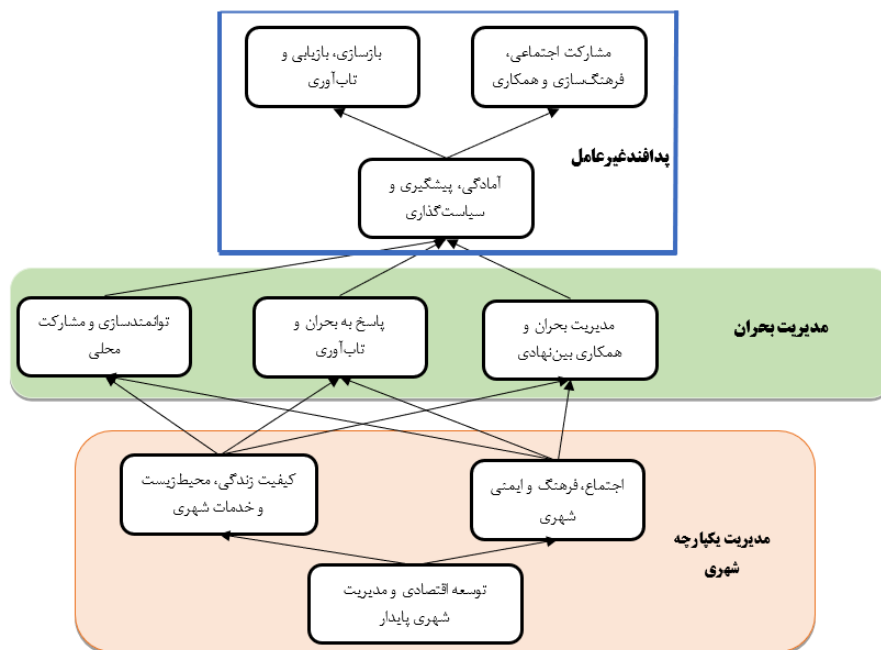 مشارکت اجتماعی،
فرهنگ‌سازی و همکاری
بازسازی، بازیابی و
تاب‌آوری
پدافندغیرعامل
آمادگی، پیشگیری و
سیاست‌گذاری
مدیریت بحران
مدیریت بحران و
همکاری بین‌نهادی
پاسخ به بحران و
تاب‌آوری
توانمندسازی و مشارکت
محلی
مدیریت یکپارچه
شهری
اجتماع، فرهنگ و ایمنی
شهری
کیفیت زندگی، محیط‌زیست
و خدمات شهری
توسعه اقتصادی و مدیریت
شهری پایدار